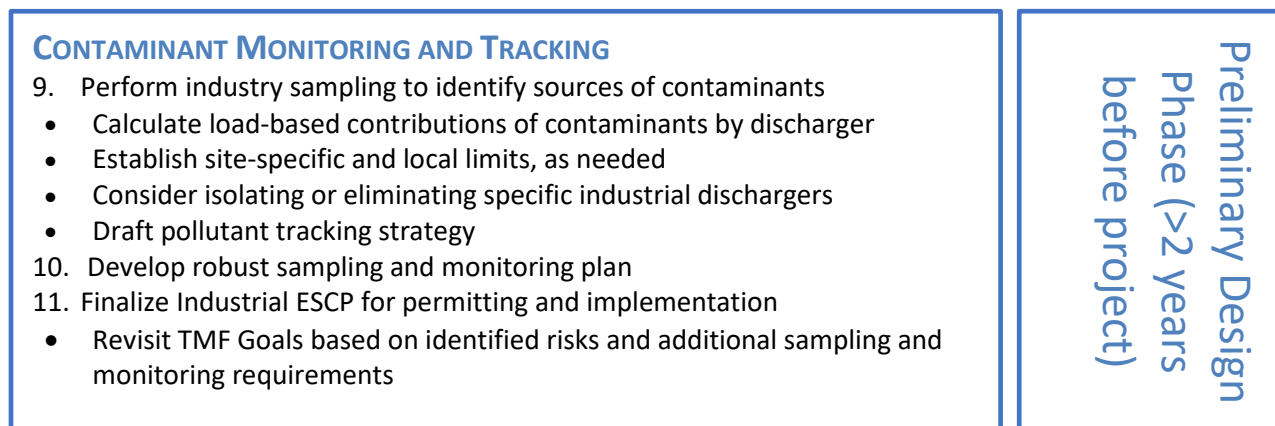 CONTAMINANT MONITORING AND TRACKING
9. Perform industry sampling to identify sources of contaminants
• Calculate load-based contributions of contaminants by discharger
• Establish site-specific and local limits, as needed
• Consider isolating or eliminating specific industrial dischargers
• Draft pollutant tracking strategy
10. Develop robust sampling and monitoring plan
11. Finalize Industrial ESCP for permitting and implementation
• Revisit TMF Goals based on identified risks and additional sampling and
monitoring requirements
Preliminary Design
Phase (>2 years
before project)